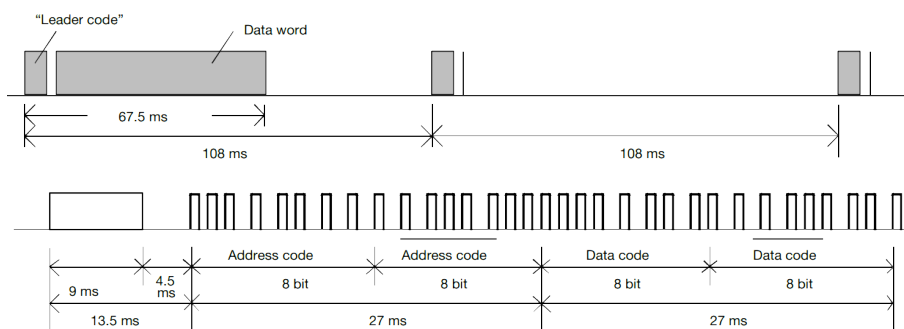 “Leader code”
Data word
67.5 ms
108 ms
108 ms
Address code
Address code
Data code
Data code
9 ms
4.5
ms
8 bit
8 bit
8 bit
8 bit
13.5 ms
27 ms
27 ms